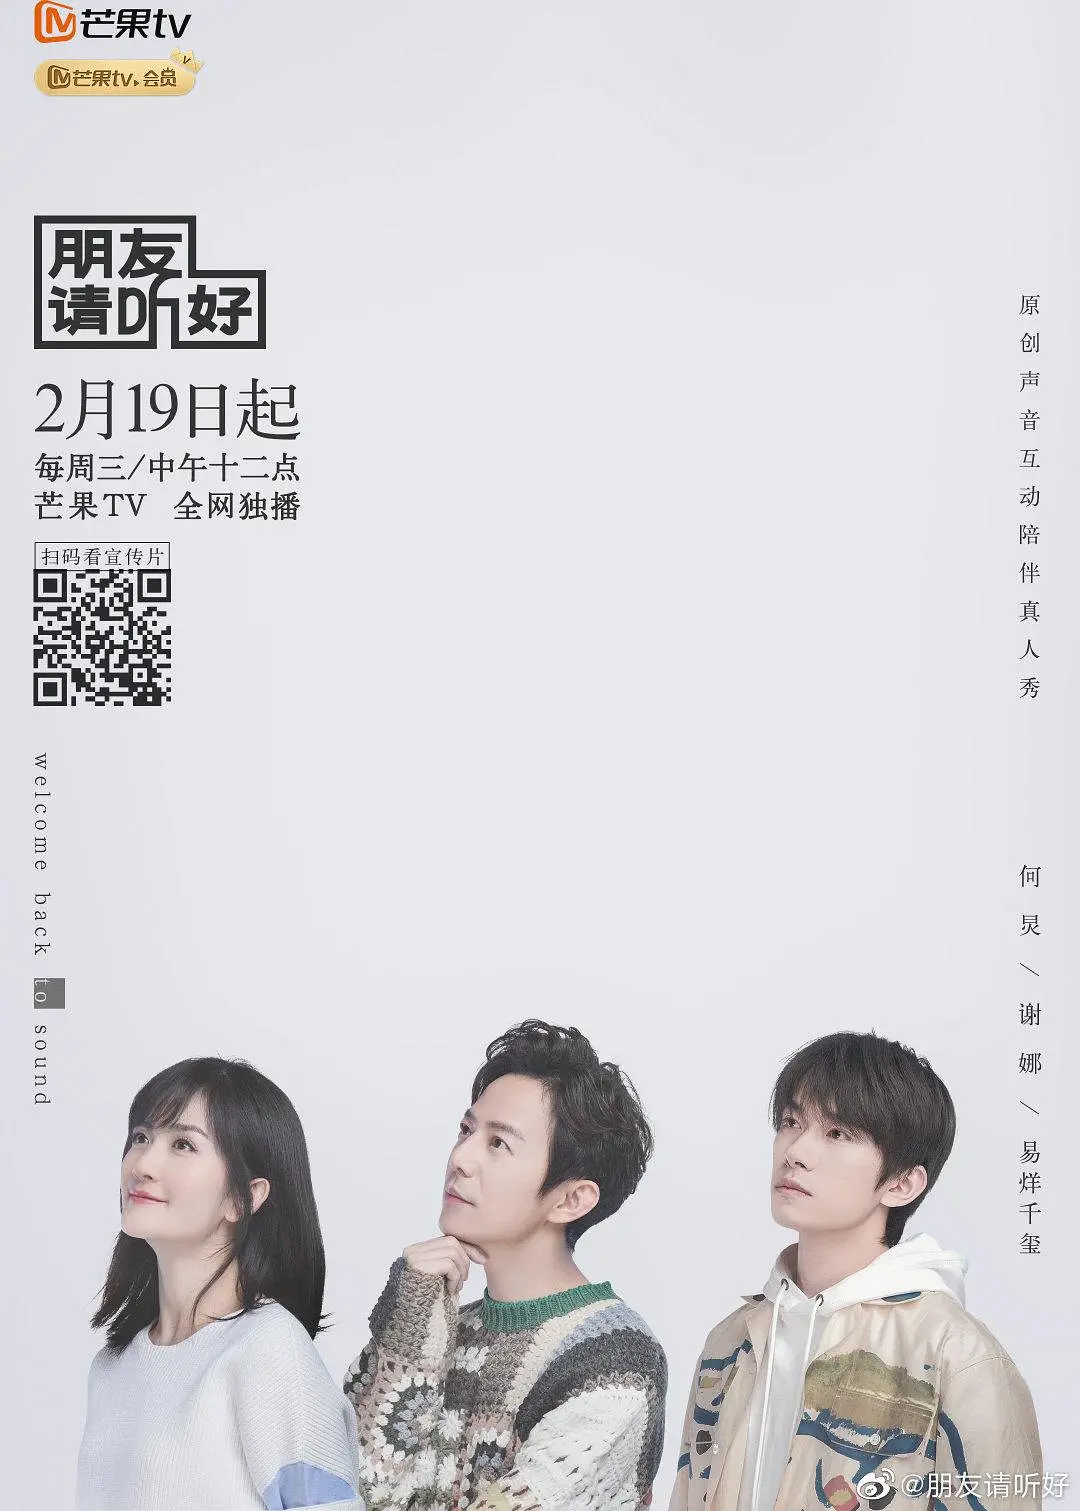 芒果tv
芒果tv会员
朋友
请听好
2月19日起
每周三/中午十二点
芒果TV 全网独播
扫码看宣传片
welcome back to sound
原创声音互动陪伴真人秀
何炅/谢娜/易烊千玺
@朋友请听好